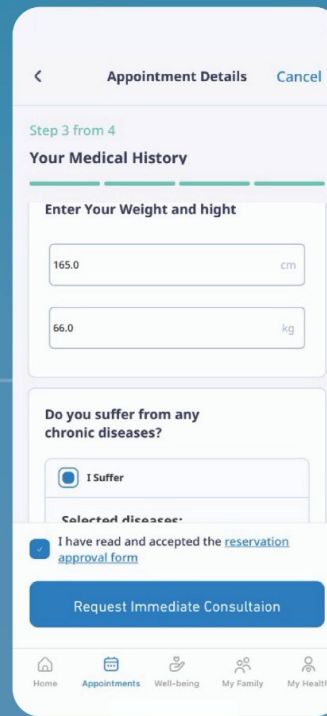 Appointment Details Cancel
Step 3 from 4
Your Medical History
Enter Your Weight and hight
165.0 cm
66.0 kg
Do you suffer from any
chronic diseases?
I Suffer
Selected diseases:
I have read and accepted the reservation
approval form
Request Immediate Consultaion
Home Appointments Well-being My Family My Health